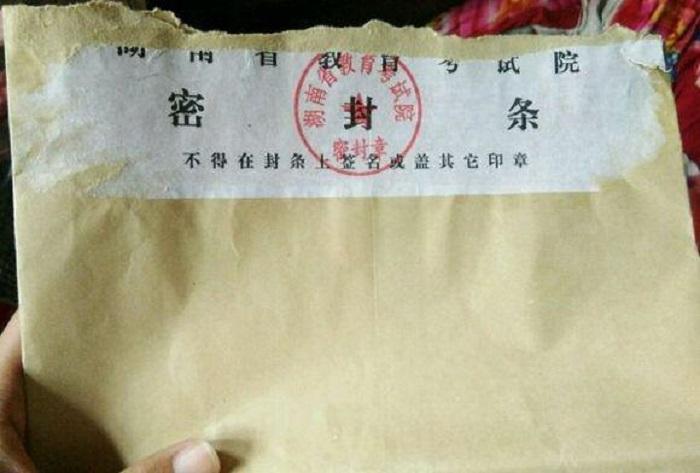 湖南省教育考试院
密封条
不得在封条上签名或盖其它印章
湖南省教育考试院
密封章